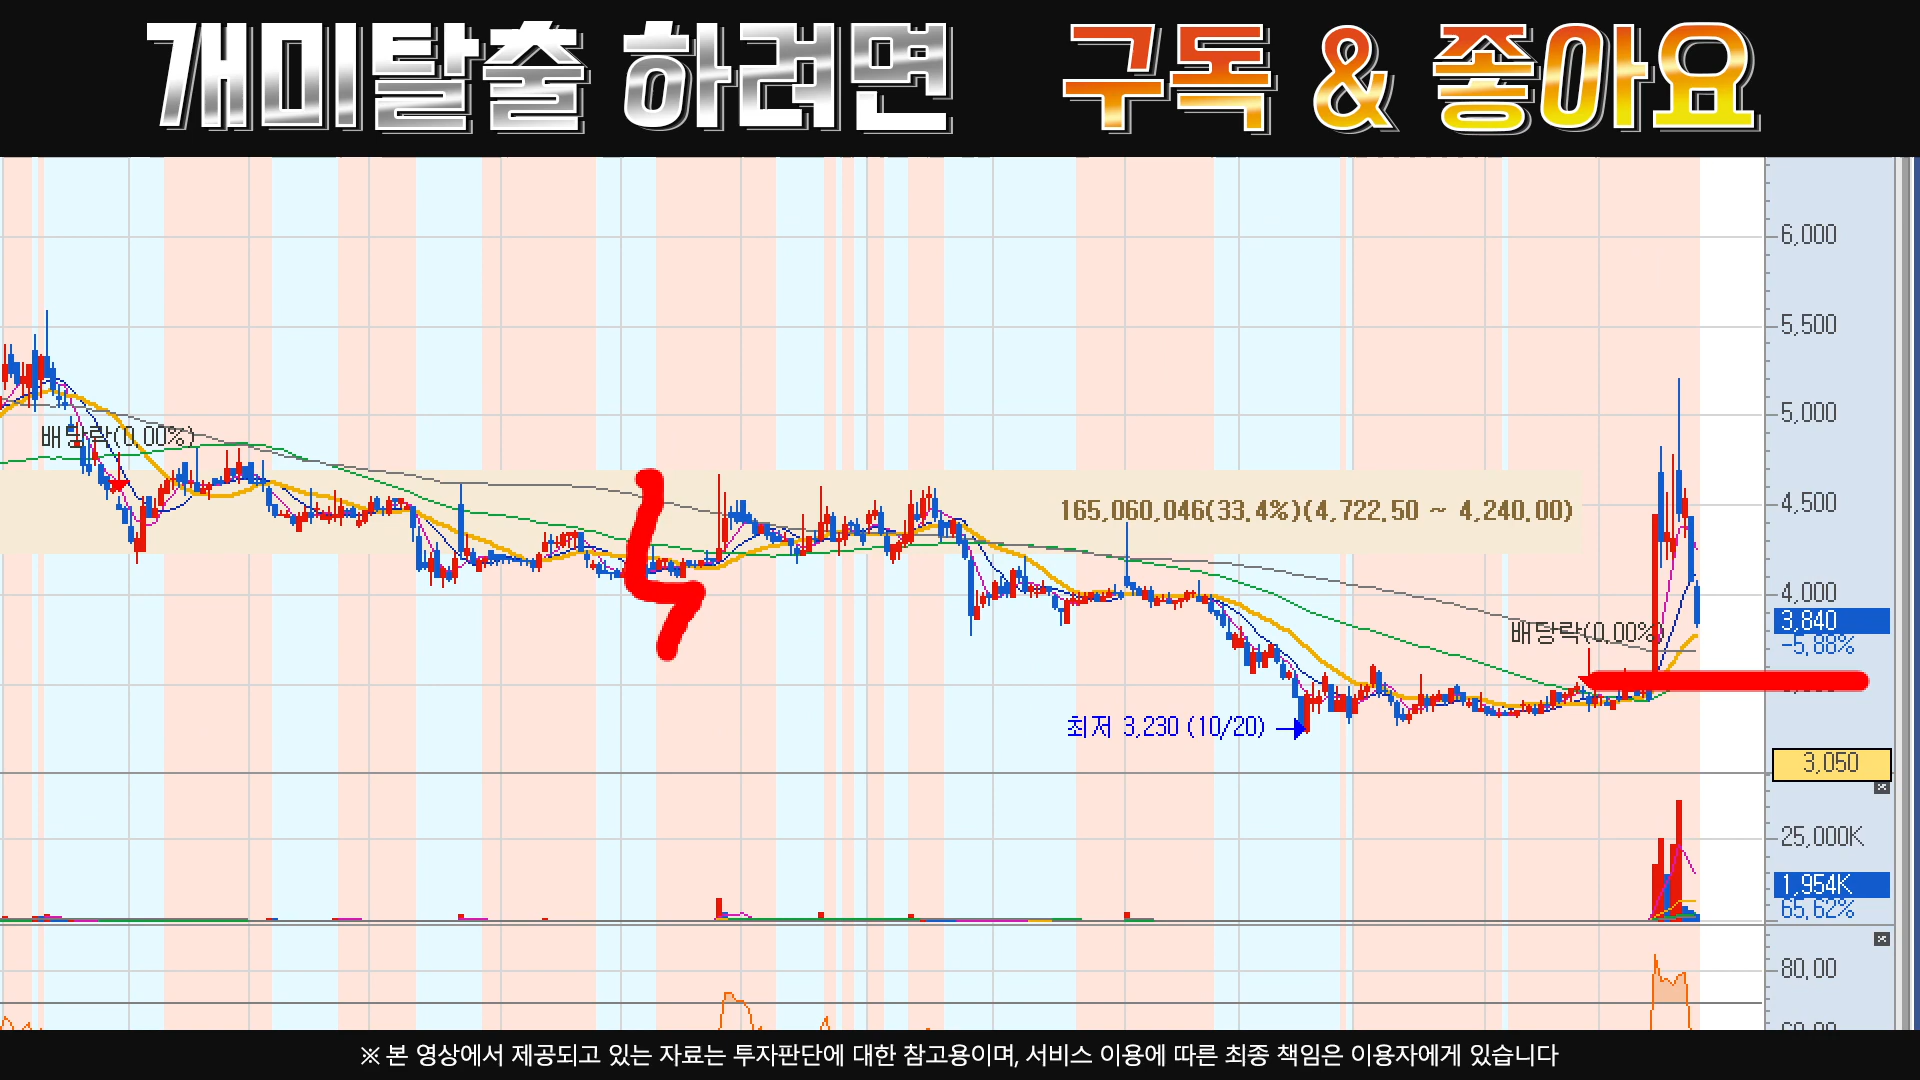 개미탈출 하려면 구독 & 좋아요
6,000
5,500
5,000
배당락(0.00%)
165,060,046(33.4%)(4,722.50 ~ 4,240.00)
4,500
4,000
3,840
배당락(0.00%)
-5.88%
최저 3,230 (10/20)
3,050
25,000K
1,954K
65.62%
80.00
※ 본 영상에서 제공되고 있는 자료는 투자판단에 대한 참고용이며, 서비스 이용에 따른 최종 책임은 이용자에게 있습니다